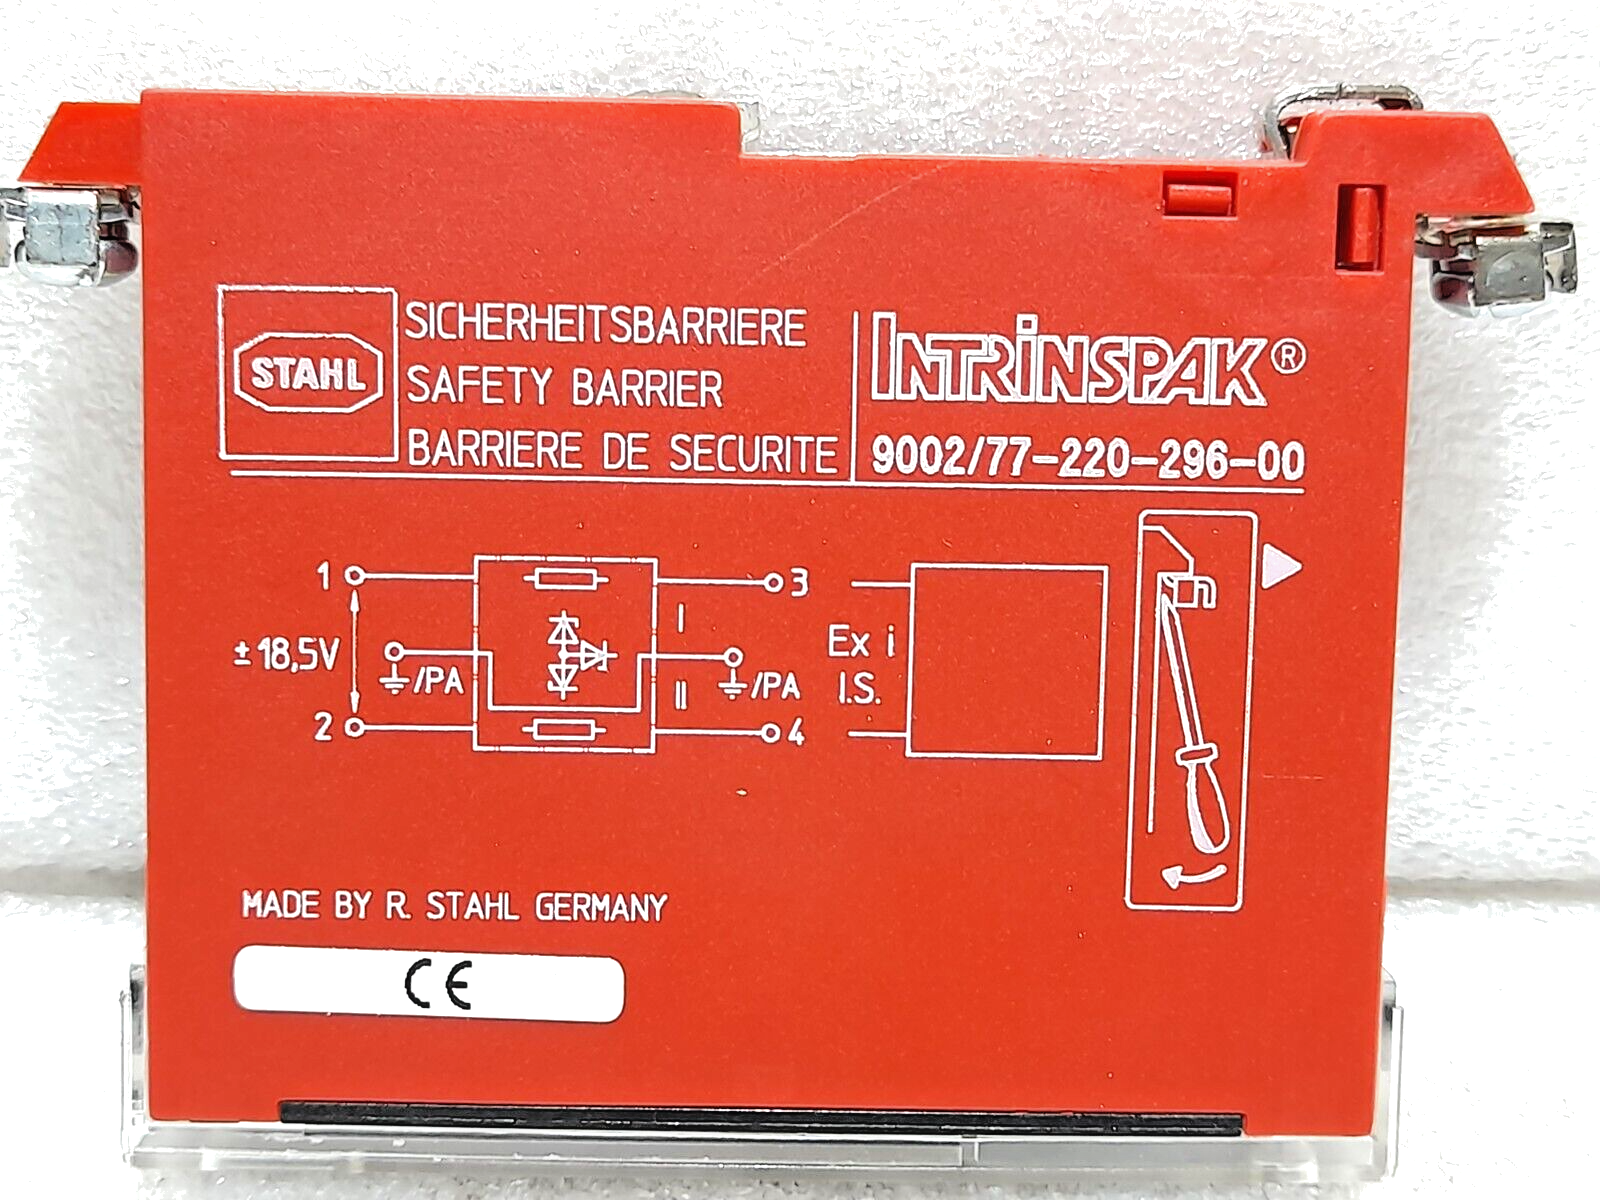 STAHL
SICHERHEITSBARRIERE
SAFETY BARRIER
BARRIERE DE SECURITE
INTRINSPAK®
9002/77-220-296-00
1
3
±18,5V
I
Ex i
/PA
/PA
II
I.S.
2
4
MADE BY R. STAHL GERMANY
CE